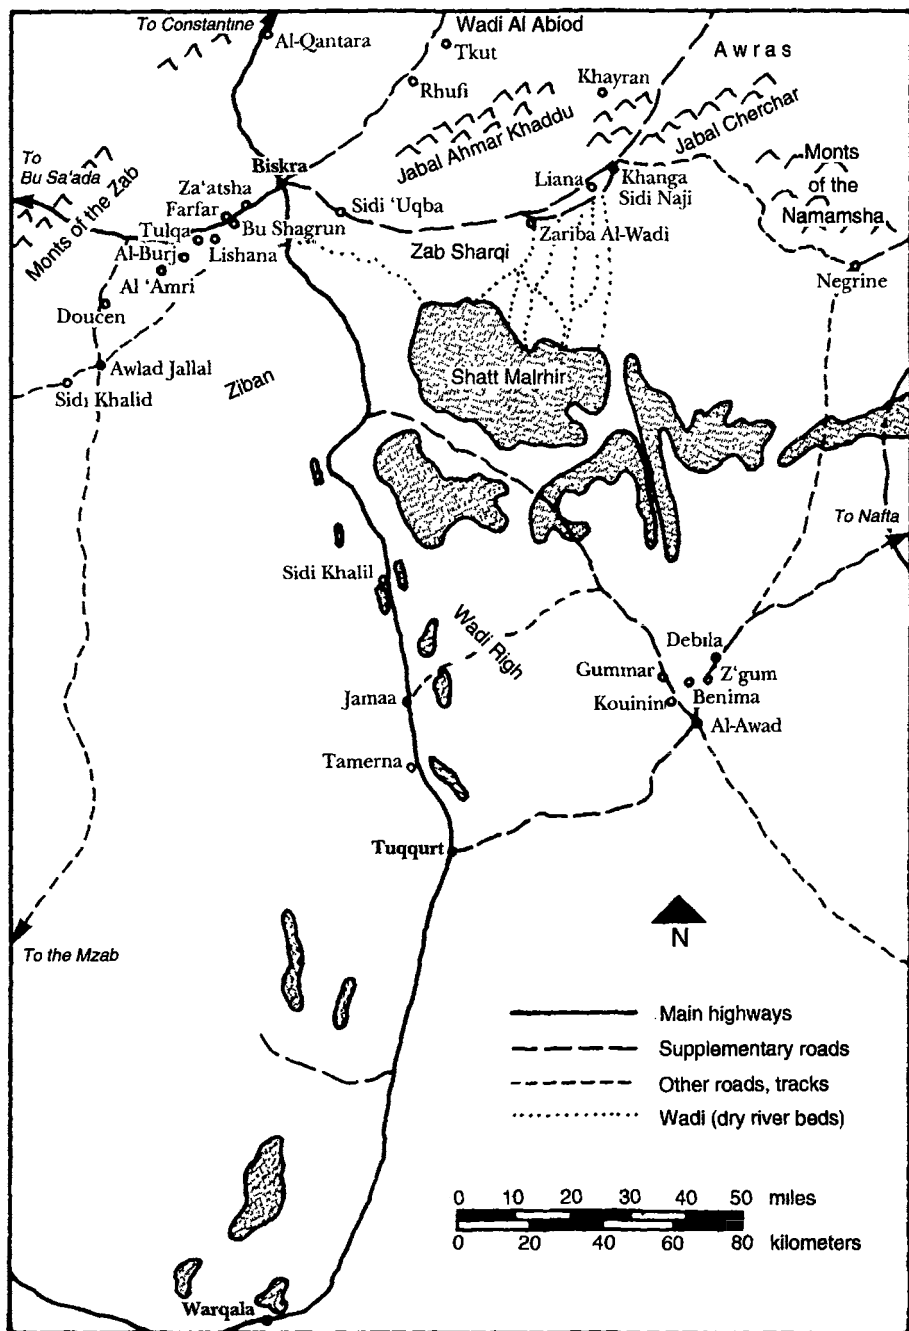 To Constantine
Al-Qantara
Wadi Al Abiod
Tkut
Rhufi
Awras
Khayran
Jabal Ahmar Khaddu
Jabal Cherchar
To
Bu Sa'ada
Monts of the Zab
Biskra
Za'atsha
Farfar
Tulqa
Bu Shagrun
Al-Burj
Lishana
Al 'Amri
Doucen
Sidi 'Uqba
Liana
Khanga
Sidi Naji
Zariba Al-Wadi
Zab Sharqi
Monts
of the
Namamsha
Negrine
Awlad Jallal
Sidi Khalid
Ziban
Shatt Malrhir
To Nafta
Sidi Khalil
Wadi Righ
Debila
Gummar
Z'gum
Jamaa
Kouinin
Benima
Al-Awad
Tamerna
Tuqqurt
To the Mzab
N
Main highways
Supplementary roads
Other roads, tracks
Wadi (dry river beds)
0 10 20 30 40 50 miles
0 20 40 60 80 kilometers
Warqala